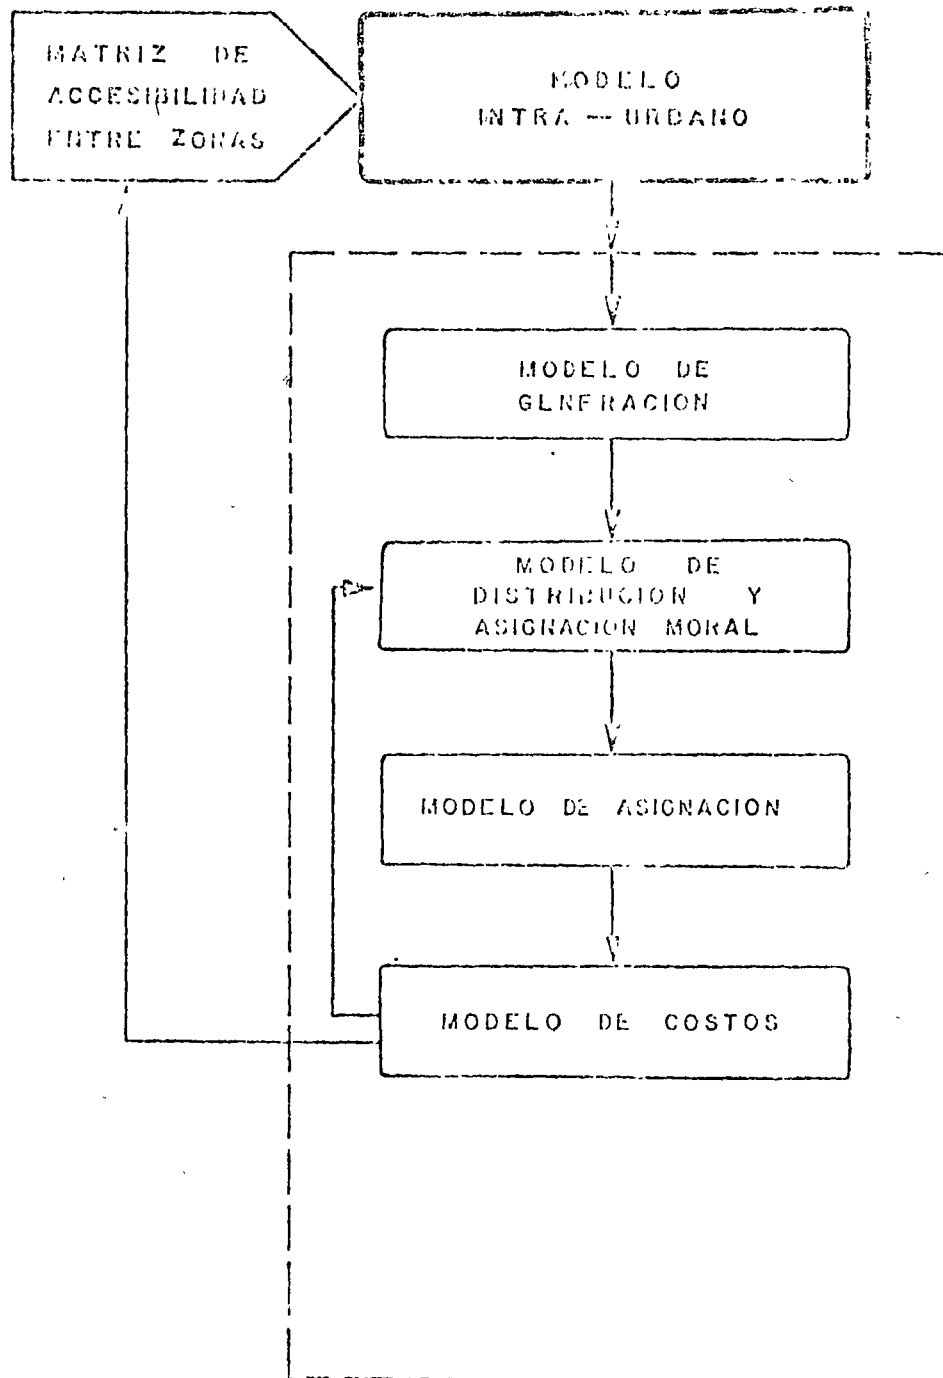 MATRIZ DE
ACCESIBILIDAD
ENTRE ZONAS
MODELO
INTRA -- URBANO
MODELO DE
GENERACION
MODELO DE
DISTRIBUCION Y
ASIGNACION MORAL
MODELO DE ASIGNACION
MODELO DE COSTOS